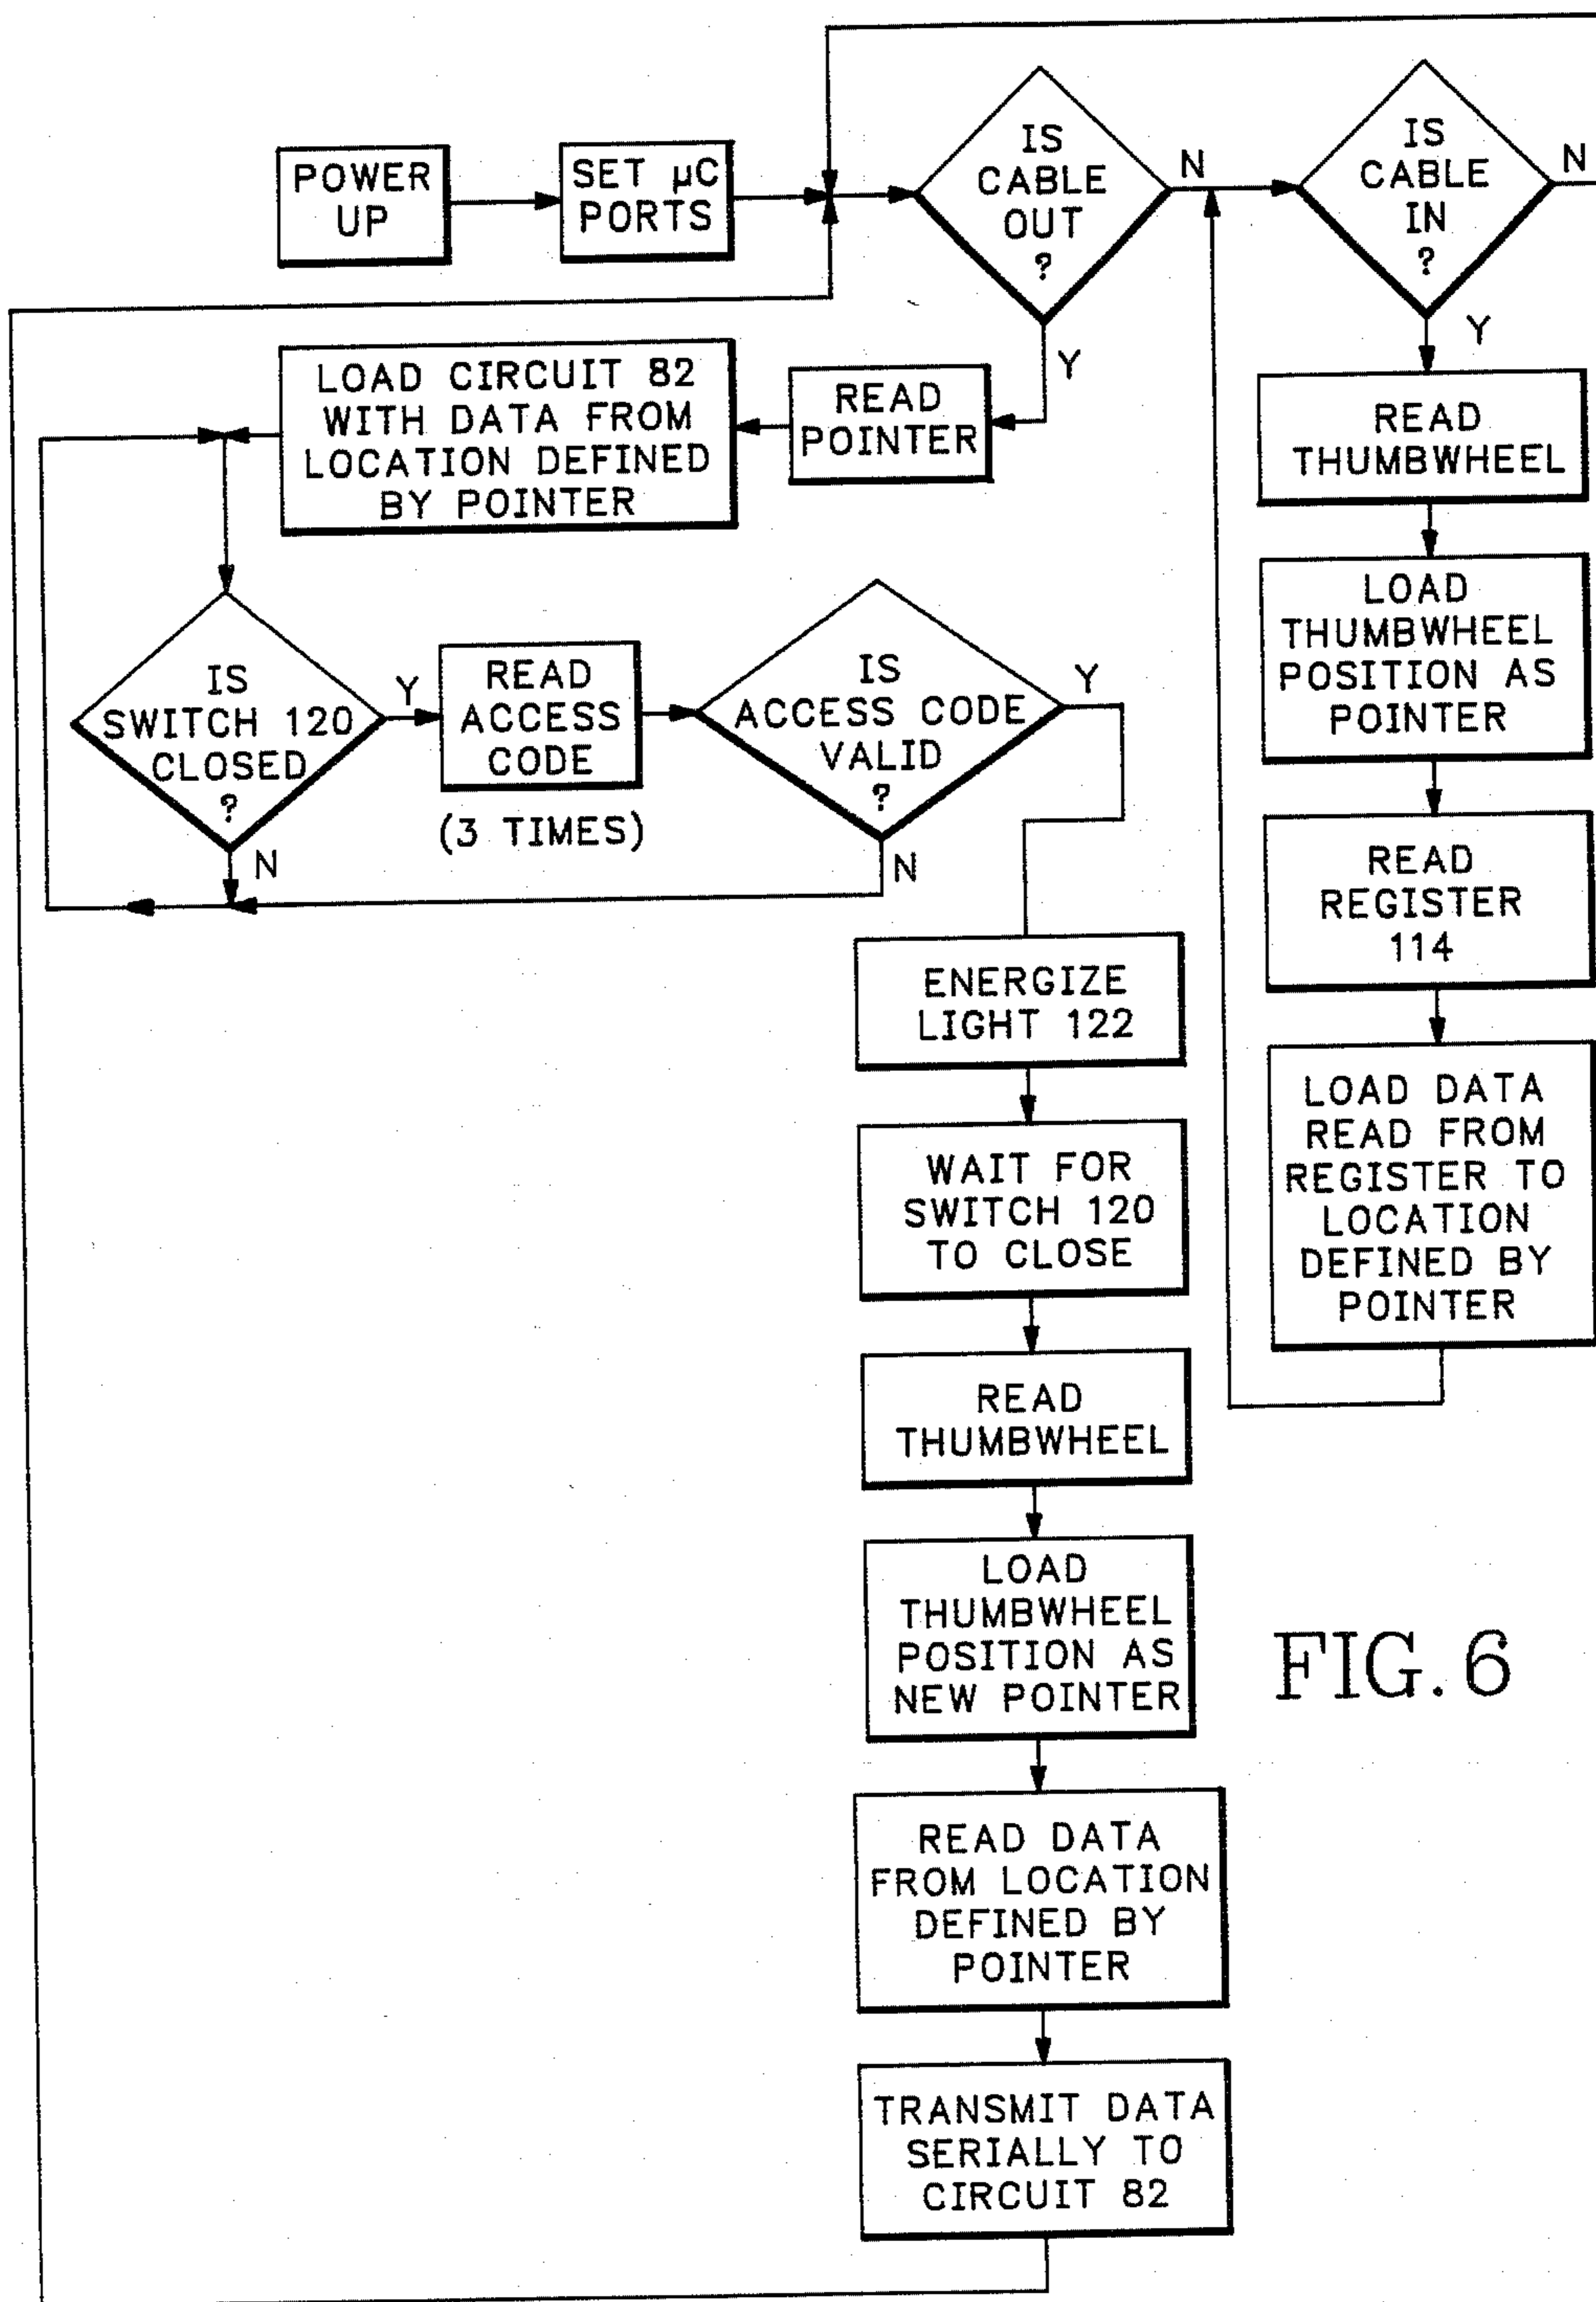 POWER
UP
SET µC
PORTS
IS
CABLE
OUT
?
N
Y
IS
CABLE
IN
?
N
Y
READ
POINTER
LOAD CIRCUIT 82
WITH DATA FROM
LOCATION DEFINED
BY POINTER
IS
SWITCH 120
CLOSED
?
Y
N
READ
ACCESS
CODE
(3 TIMES)
IS
ACCESS CODE
VALID
?
Y
N
ENERGIZE
LIGHT 122
WAIT FOR
SWITCH 120
TO CLOSE
READ
THUMBWHEEL
LOAD
THUMBWHEEL
POSITION AS
NEW POINTER
READ DATA
FROM LOCATION
DEFINED BY
POINTER
TRANSMIT DATA
SERIALLY TO
CIRCUIT 82
READ
THUMBWHEEL
LOAD
THUMBWHEEL
POSITION AS
POINTER
READ
REGISTER
114
LOAD DATA
READ FROM
REGISTER TO
LOCATION
DEFINED BY
POINTER
FIG. 6